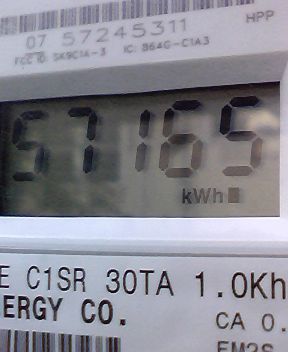 07 57245311
HPP
FCC ID: SK9C1A-3 IC: 864G-C1A3
57165
kWh
E C1SR 30TA 1.0Kh
ERGY CO.
CA 0.
FM2S